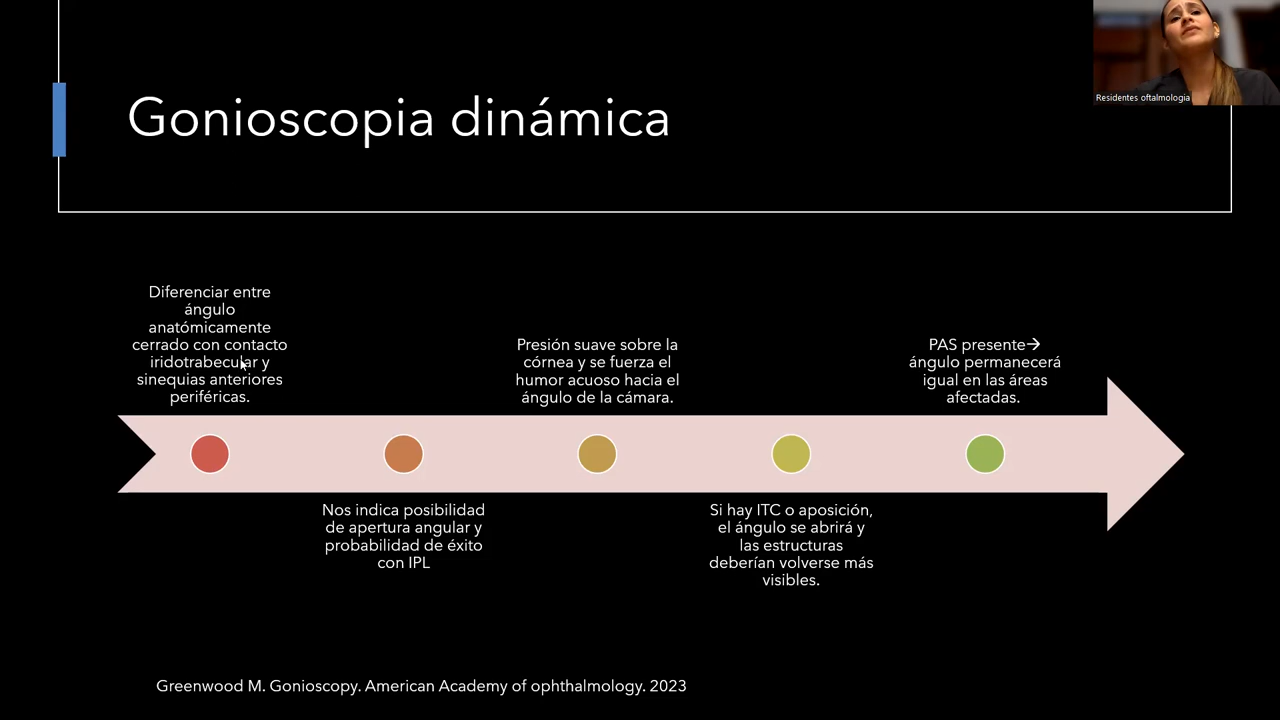 Gonioscopia dinámica
Residentes oftalmologia
Diferenciar entre
ángulo
anatómicamente
cerrado con contacto
iridotrabecular y
sinequias anteriores
periféricas.
Nos indica posibilidad
de apertura angular y
probabilidad de éxito
con IPL
Presión suave sobre la
córnea y se fuerza el
humor acuoso hacia el
ángulo de la cámara.
Si hay ITC o aposición,
el ángulo se abrirá y
las estructuras
deberían volverse más
visibles.
PAS presente→
ángulo permanecerá
igual en las áreas
afectadas.
Greenwood M. Gonioscopy. American Academy of ophthalmology. 2023